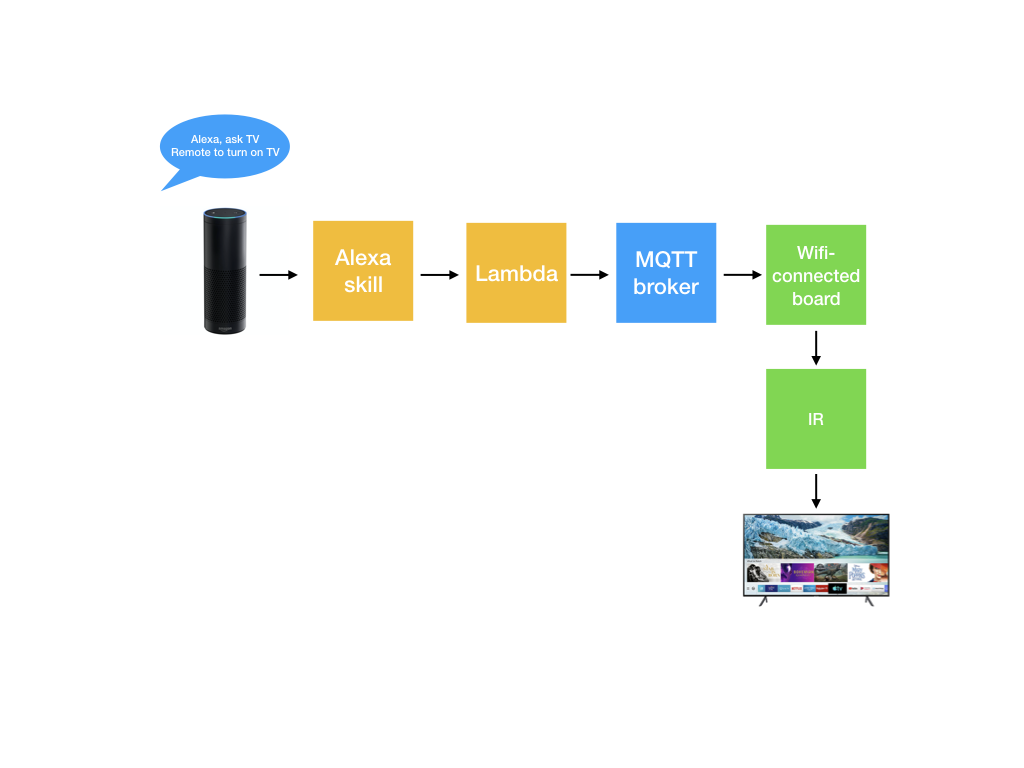 Alexa, ask TV
Remote to turn on TV
Alexa
skill
Lambda
MQTT
broker
Wifi-
connected
board
IR